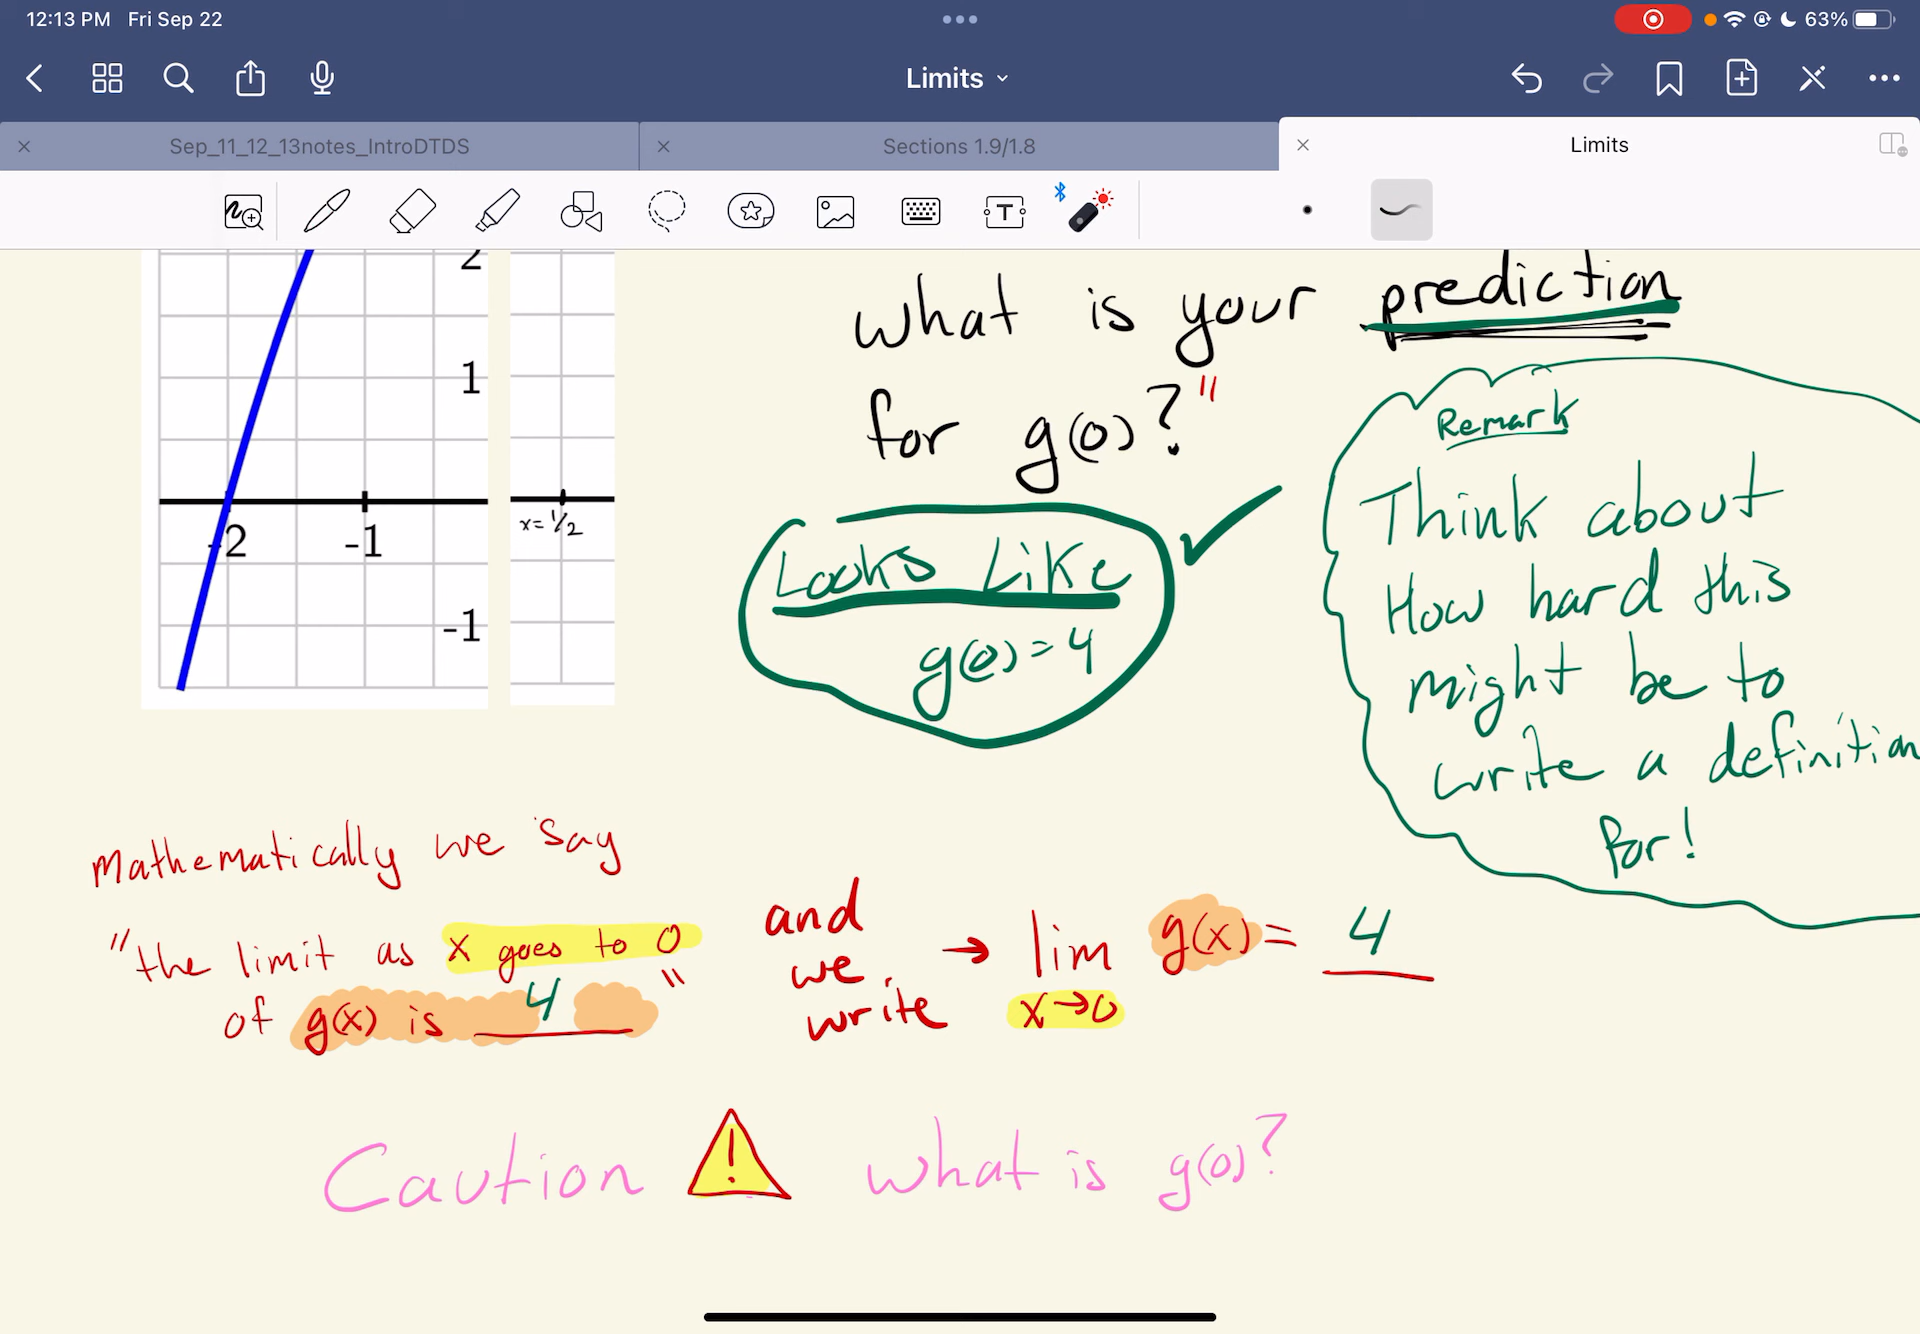 12:13 PM Fri Sep 22
63%
Limits
Sep_11_12_13notes_IntroDTDS
Sections 1.9/1.8
Limits
T
2
1
-2
-1
-1
x=1/2
what is your prediction
for g(0)?"
Looks Like
g(0)=4
Remark
Think about
How hard this
might be to
write a definition
for!
Mathematically we say
"the limit as x goes to 0
of g(x) is 4"
and
we
write
→ lim g(x) = 4
x→0
Caution ! what is g(0)?